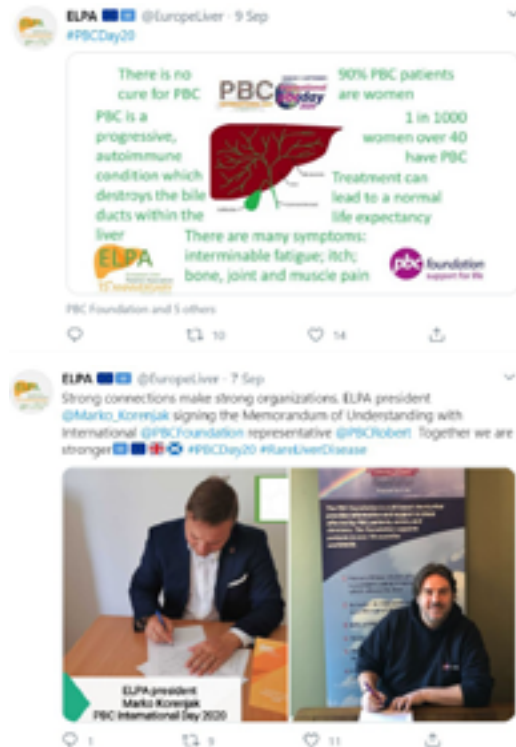 ELPA @EuropeLiver · 9 Sep
#PBCDay20
There is no
cure for PBC
PBC
90% PBC patients
are women
PBC is a
progressive,
autoimmune
condition which
destroys the bile
ducts within the
liver
1 in 1000
women over 40
have PBC
Treatment can
lead to a normal
life expectancy
There are many symptoms:
interminable fatigue; itch;
bone, joint and muscle pain
ELPA
pbc foundation
support for life
PBC Foundation and 5 others
10
14
ELPA @EuropeLiver · 7 Sep
Strong connections make strong organizations. ELPA president
@Marko_Korenjak signing the Memorandum of Understanding with
International @PBCFoundation representative @PBCRobert Together we are
stronger #PBCDay20 #RareLiverDisease
ELPA president
Marko Korenjak
PBC International Day 2020
1
9
11